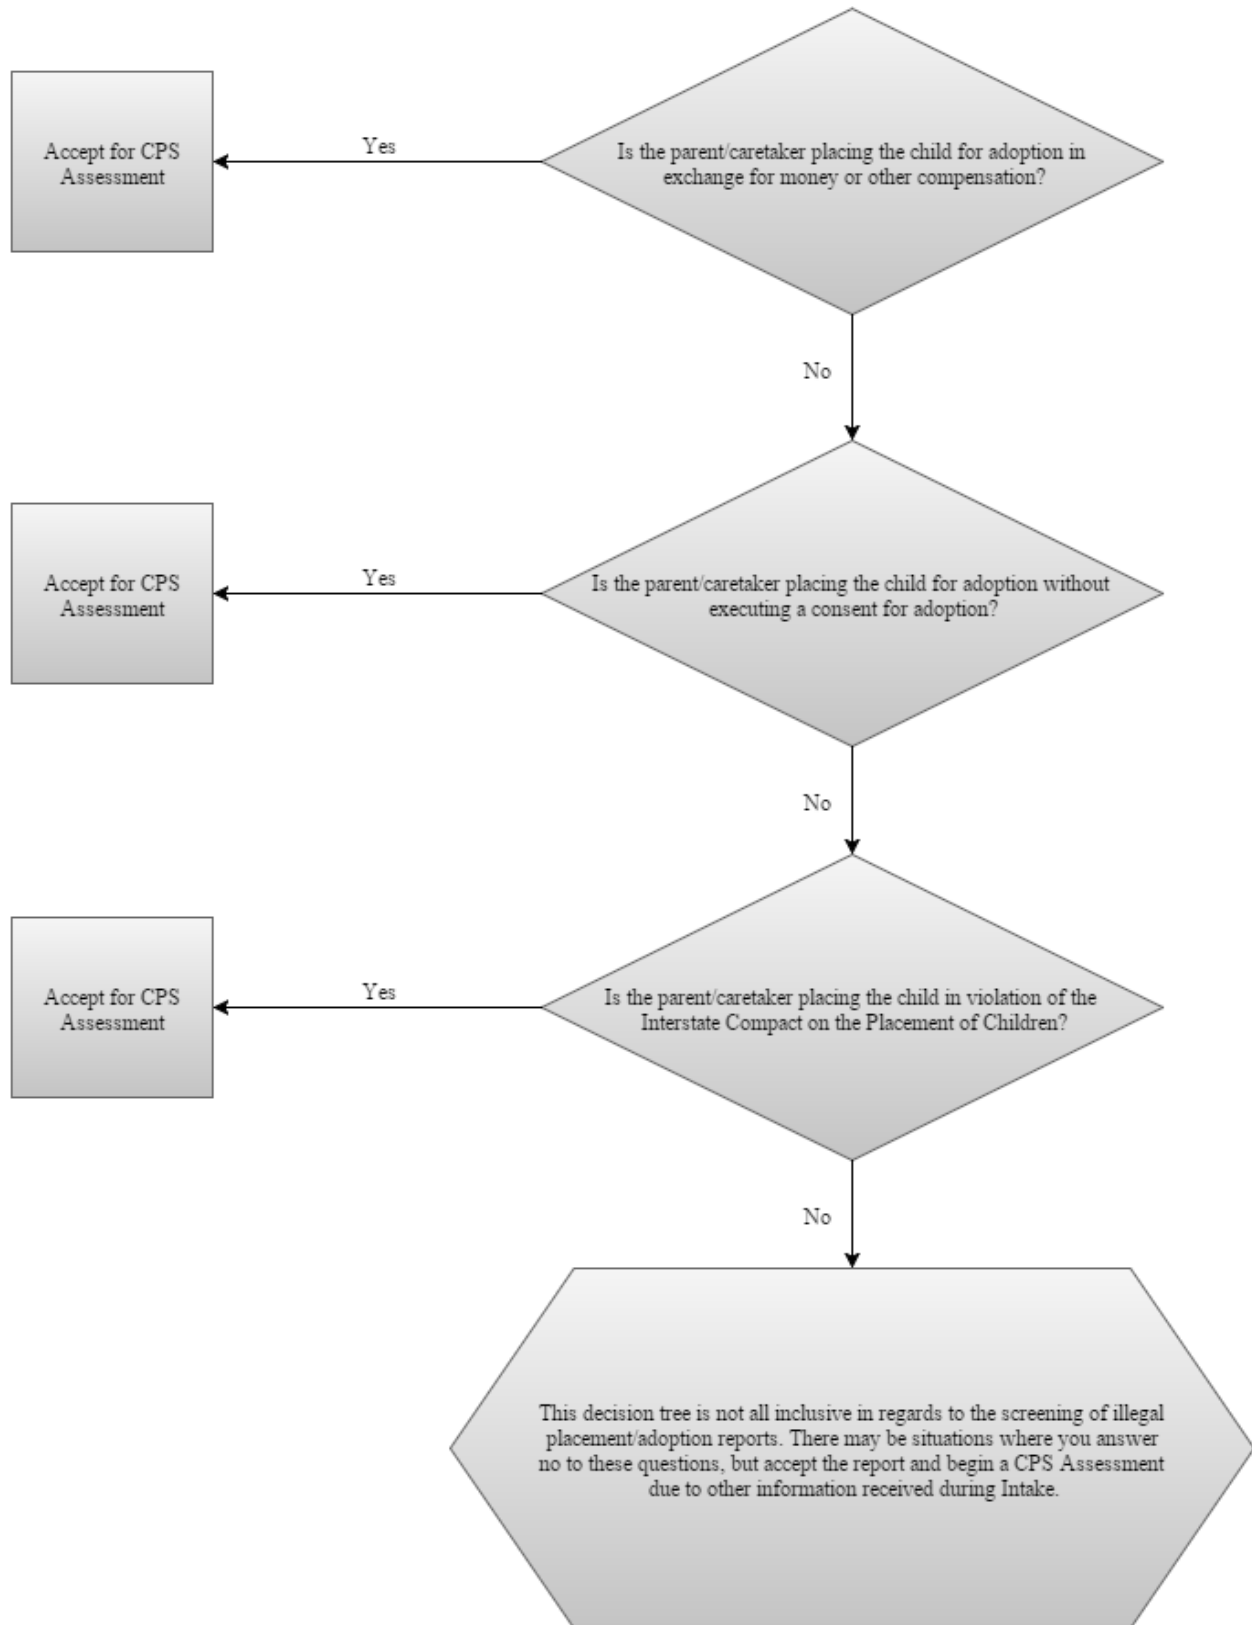 Is the parent/caretaker placing the child for adoption in
exchange for money or other compensation?
Yes
Accept for CPS
Assessment
No
Is the parent/caretaker placing the child for adoption without
executing a consent for adoption?
Yes
Accept for CPS
Assessment
No
Is the parent/caretaker placing the child in violation of the
Interstate Compact on the Placement of Children?
Yes
Accept for CPS
Assessment
No
This decision tree is not all inclusive in regards to the screening of illegal
placement/adoption reports. There may be situations where you answer
no to these questions, but accept the report and begin a CPS Assessment
due to other information received during Intake.